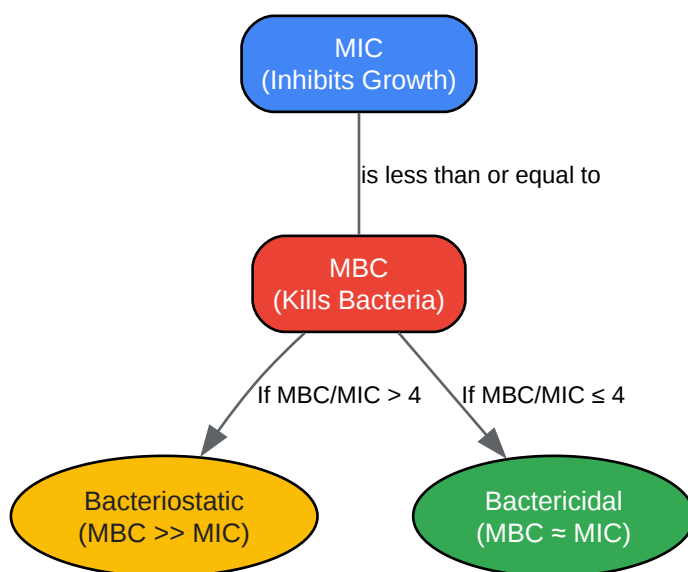 MIC
(Inhibits Growth)
is less than or equal to
MBC
(Kills Bacteria)
If MBC/MIC > 4
If MBC/MIC ≤ 4
Bacteriostatic
(MBC >> MIC)
Bactericidal
(MBC ≈ MIC)